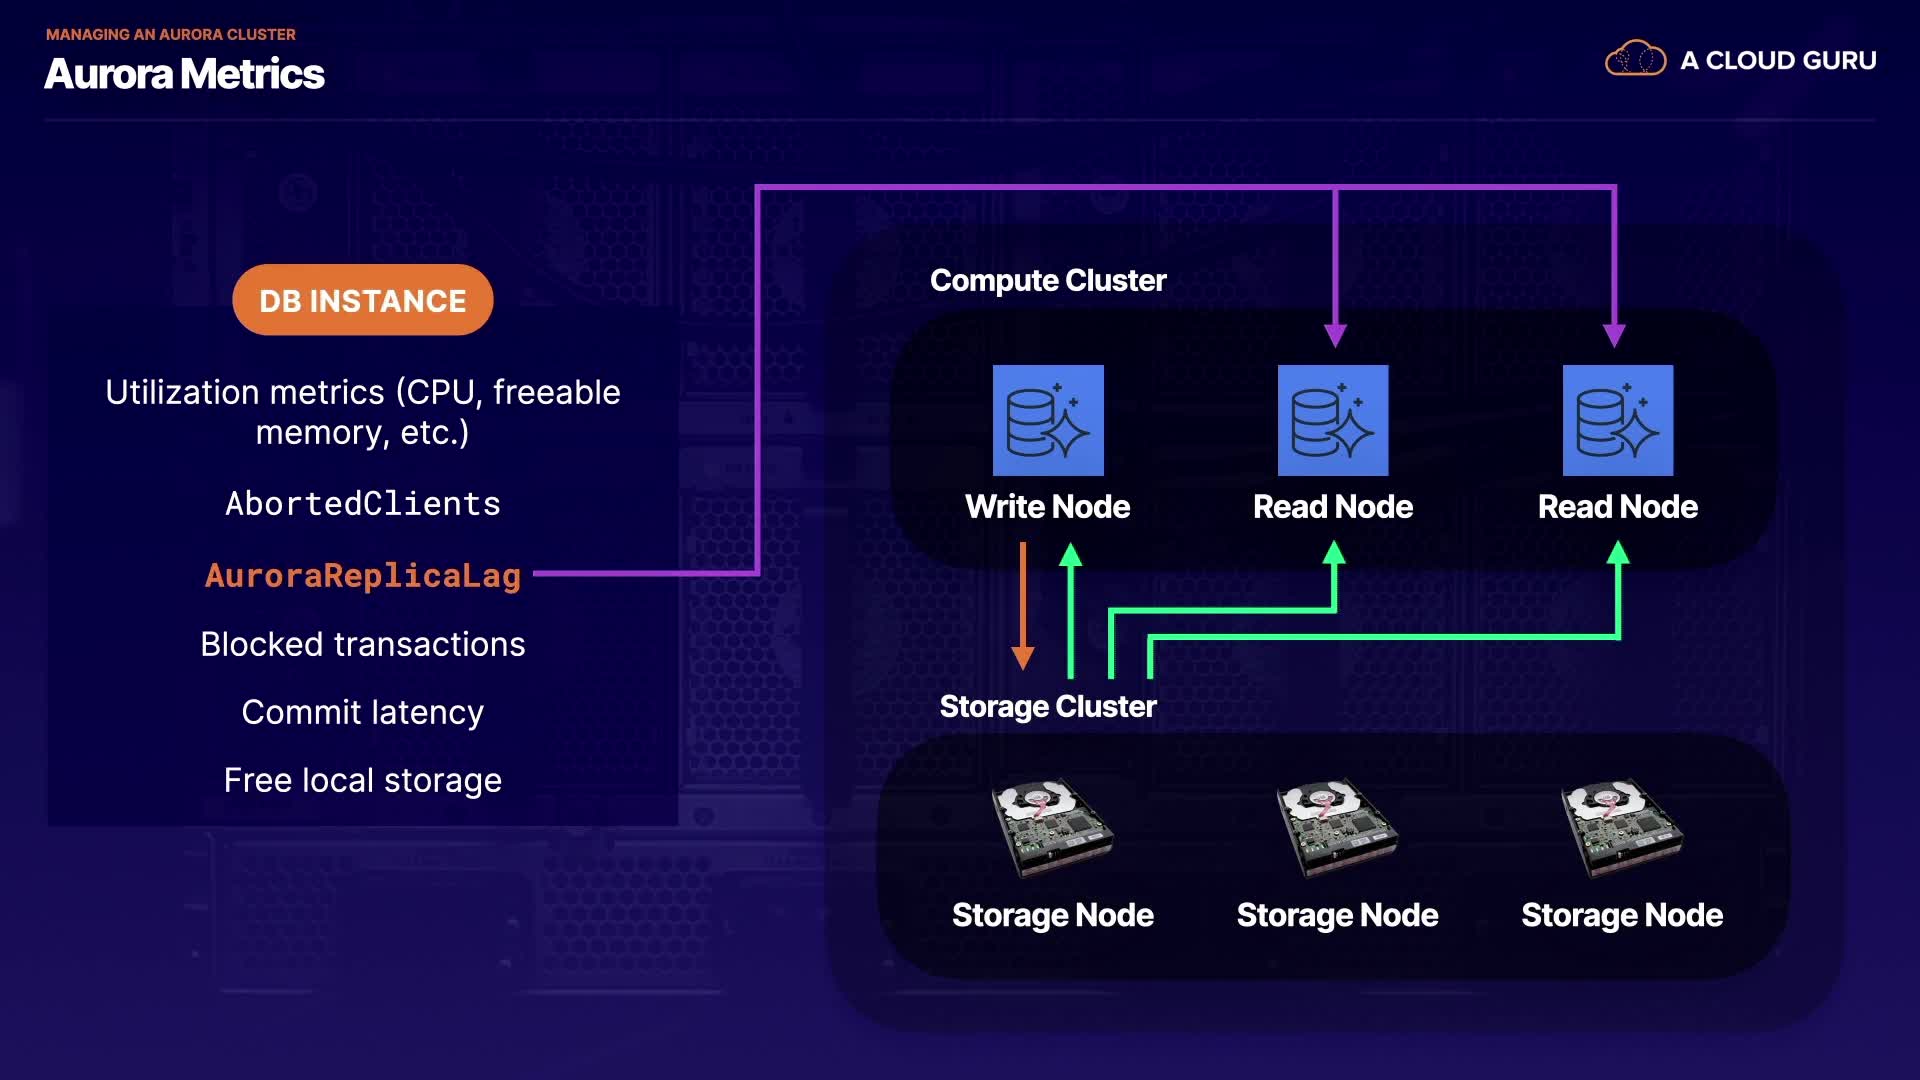 MANAGING AN AURORA CLUSTER
Aurora Metrics
A CLOUD GURU
DB INSTANCE
Utilization metrics (CPU, freeable
memory, etc.)
AbortedClients
AuroraReplicaLag
Blocked transactions
Commit latency
Free local storage
Compute Cluster
Write Node
Read Node
Read Node
Storage Cluster
Storage Node
Storage Node
Storage Node